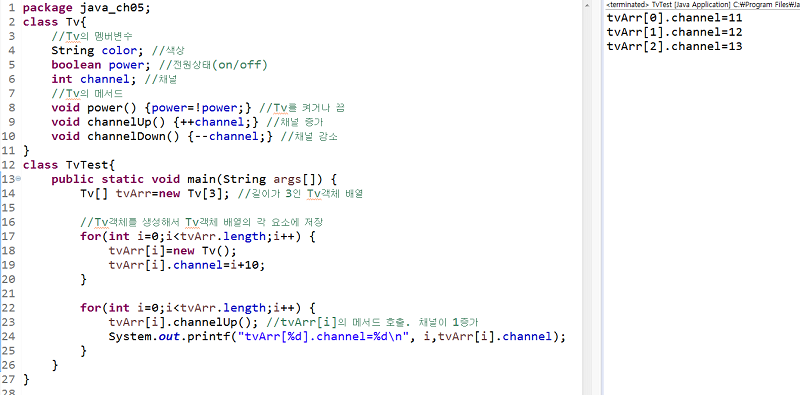 1 package java_ch05;
2 class Tv{
3     //Tv의 멤버변수
4     String color; //색상
5     boolean power; //전원상태(on/off)
6     int channel; //채널
7     //Tv의 메서드
8     void power() {power=!power;} //Tv를 켜거나 끔
9     void channelUp() {++channel;} //채널 증가
10     void channelDown() {--channel;} //채널 감소
11 }
12 class TvTest{
13     public static void main(String args[]) {
14         Tv[] tvArr=new Tv[3]; //길이가 3인 Tv객체 배열
15
16         //Tv객체를 생성해서 Tv객체 배열의 각 요소에 저장
17         for(int i=0;i<tvArr.length;i++) {
18             tvArr[i]=new Tv();
19             tvArr[i].channel=i+10;
20         }
21
22         for(int i=0;i<tvArr.length;i++) {
23             tvArr[i].channelUp(); //tvArr[i]의 메서드 호출. 채널이 1증가
24             System.out.printf("tvArr[%d].channel=%d\n", i,tvArr[i].channel);
25         }
26     }
27 }
28
<terminated> TvTest [Java Application] C:₩Program Files₩Ja
tvArr[0].channel=11
tvArr[1].channel=12
tvArr[2].channel=13